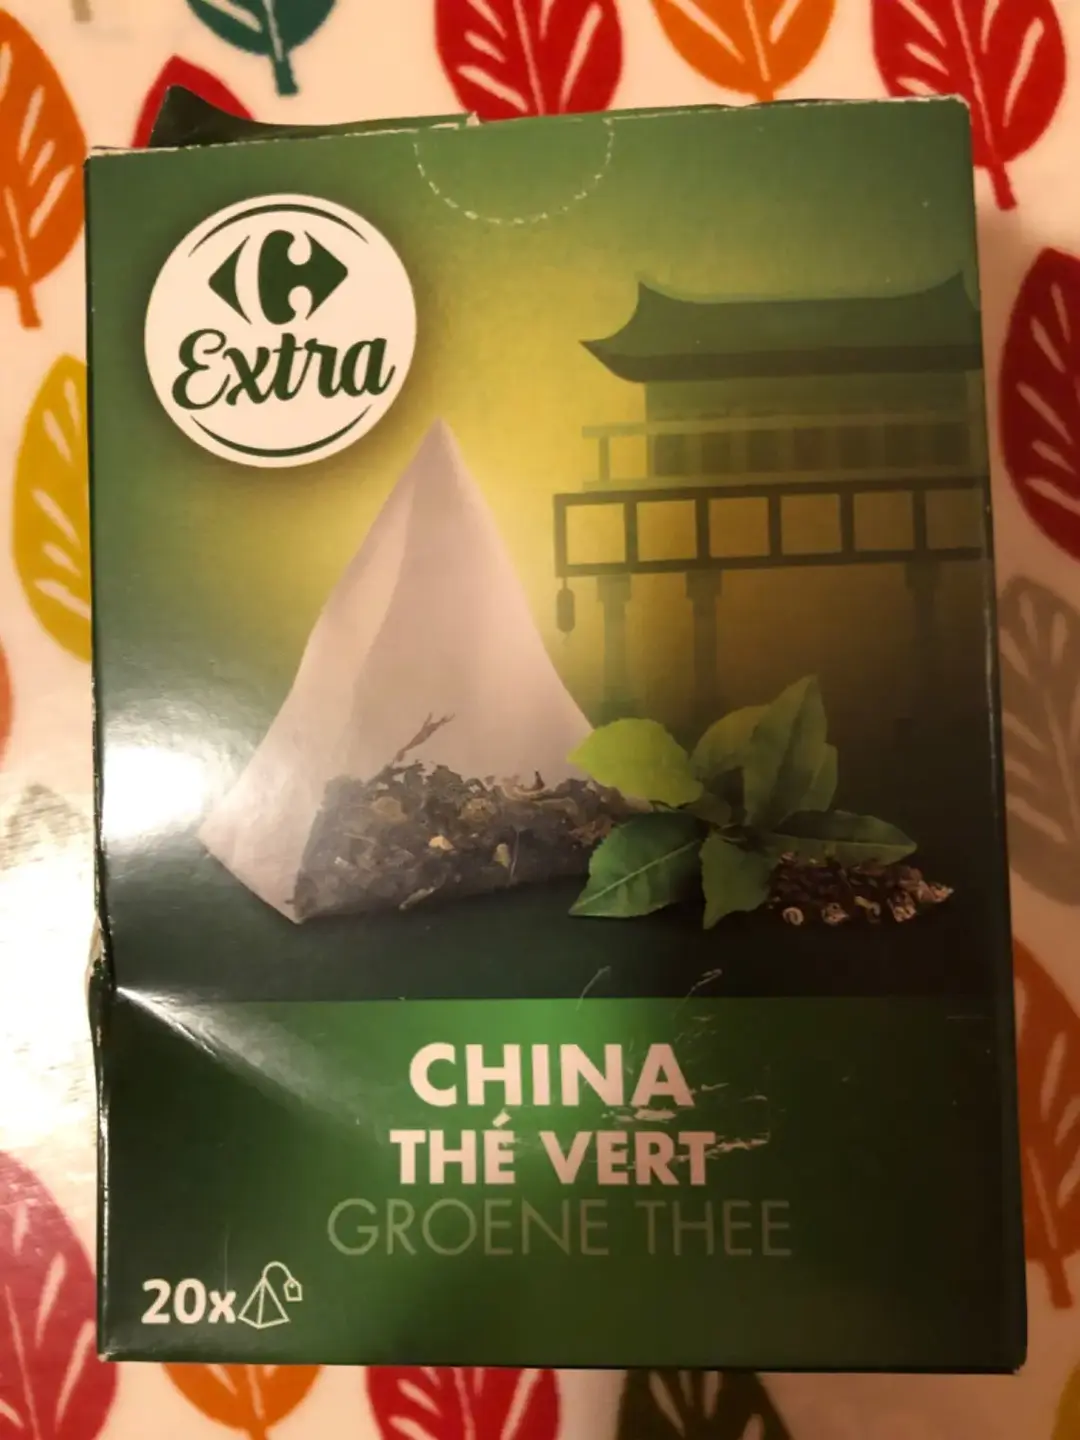 Extra
CHINA
THÉ VERT
GROENE THEE
20x